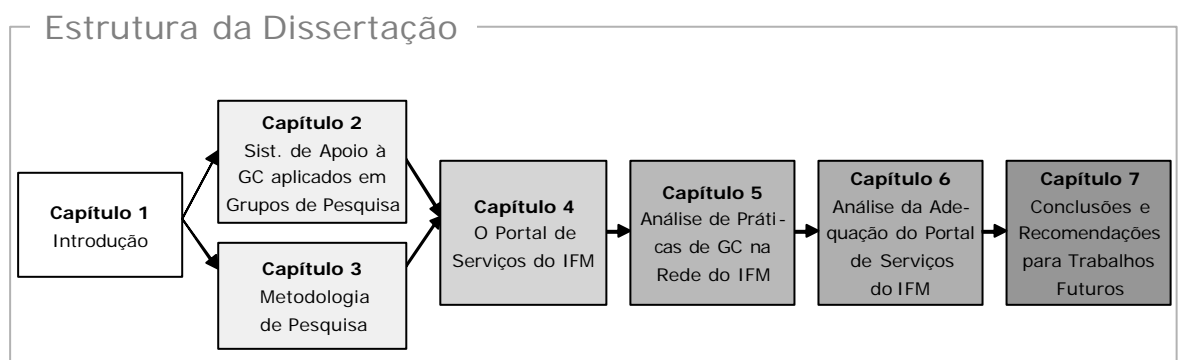 Estrutura da Dissertação
Capítulo 1
Introdução
Capítulo 2
Sist. de Apoio à
GC aplicados em
Grupos de Pesquisa
Capítulo 3
Metodologia
de Pesquisa
Capítulo 4
O Portal de
Serviços do IFM
Capítulo 5
Análise de Práti-
cas de GC na
Rede do IFM
Capítulo 6
Análise da Ade-
quação do Portal
de Serviços
do IFM
Capítulo 7
Conclusões e
Recomendações
para Trabalhos
Futuros